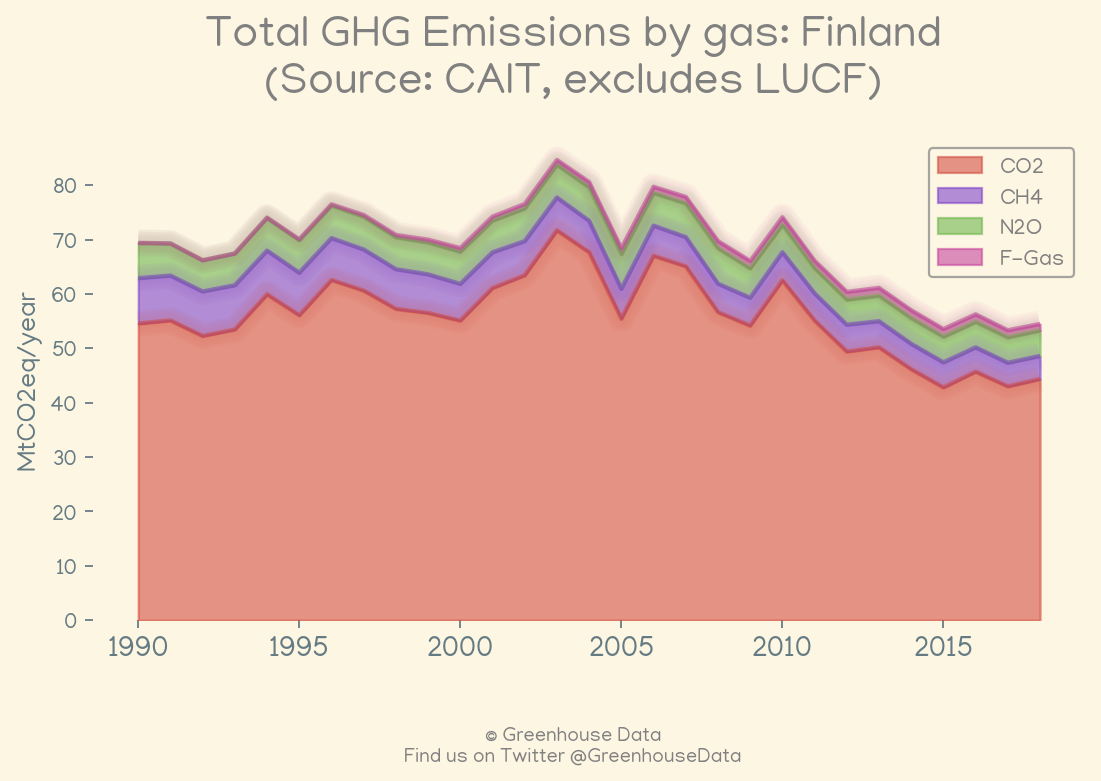 Total GHG Emissions by gas: Finland
(Source: CAIT, excludes LUCF)
CO2
CH4
N2O
F-Gas
MtCO2eq/year
80
70
60
50
40
30
20
10
0
1990 1995 2000 2005 2010 2015
© Greenhouse Data
Find us on Twitter @GreenhouseData